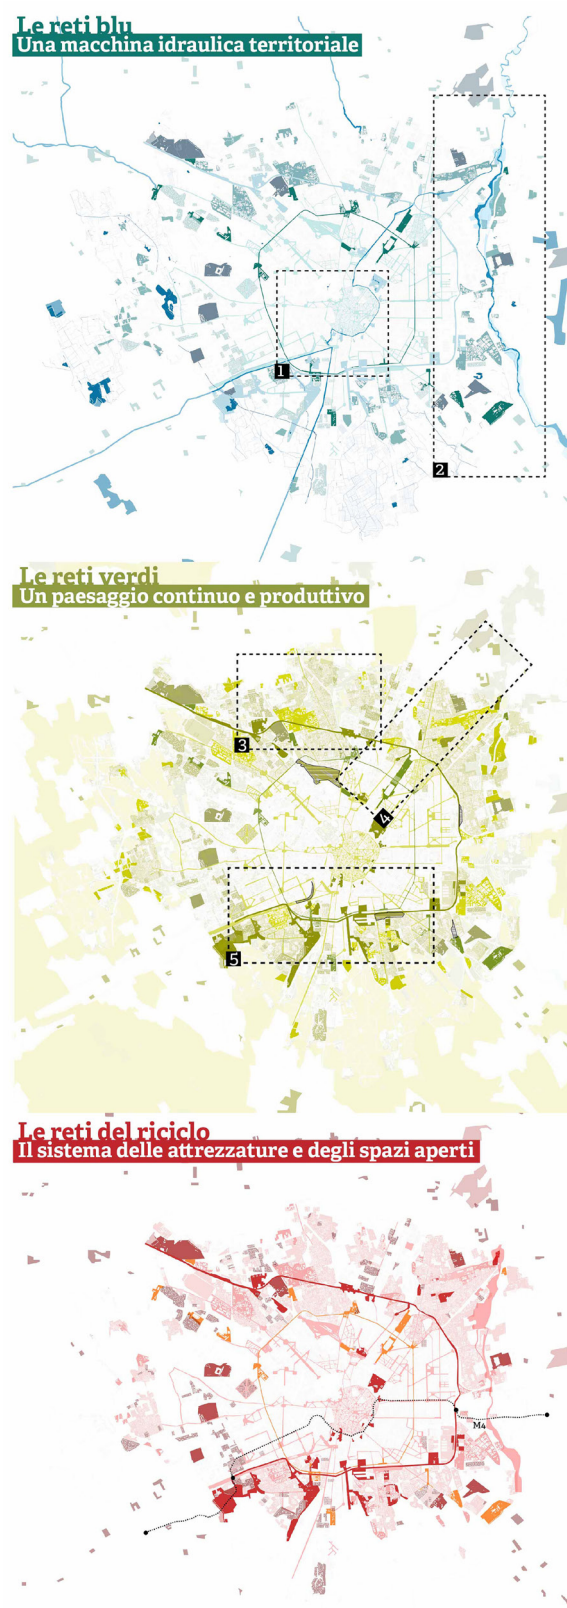 Le reti blu
Una macchina idraulica territoriale
1
2
Le reti verdi
Un paesaggio continuo e produttivo
3
4
5
Le reti del riciclo
Il sistema delle attrezzature e degli spazi aperti
M4